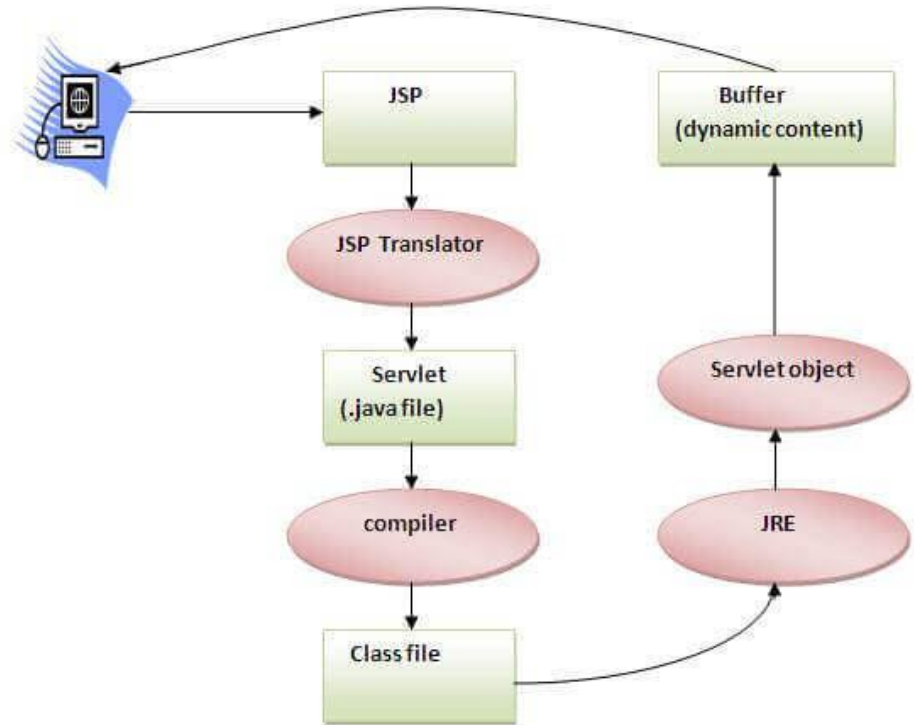 JSP
Buffer
(dynamic content)
JSP Translator
Servlet
(.java file)
Servlet object
compiler
JRE
Class file